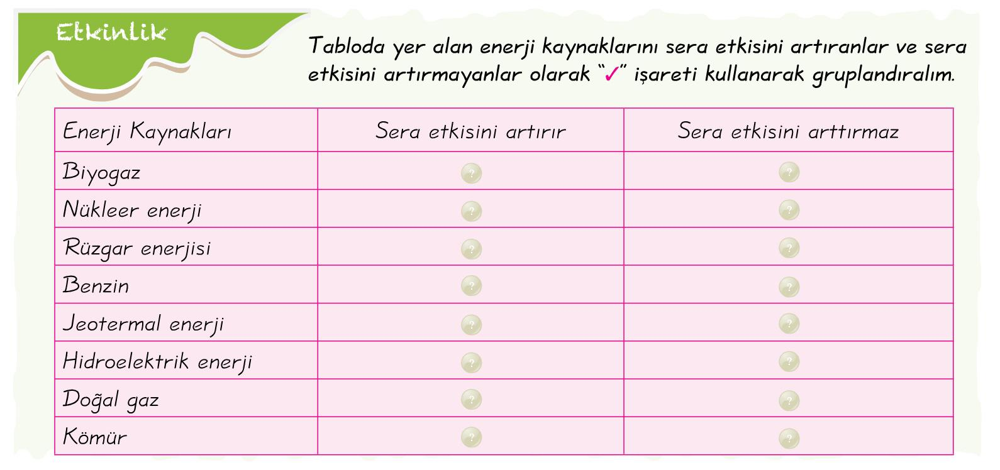 Etkinlik
Tabloda yer alan enerji kaynaklarını sera etkisini artıranlar ve sera
etkisini artırmayanlar olarak “✓” işareti kullanarak gruplandıralım.
Enerji Kaynakları Sera etkisini artırır Sera etkisini arttırmaz
Biyogaz ? ?
Nükleer enerji ? ?
Rüzgar enerjisi ? ?
Benzin ? ?
Jeotermal enerji ? ?
Hidroelektrik enerji ? ?
Doğal gaz ? ?
Kömür ? ?